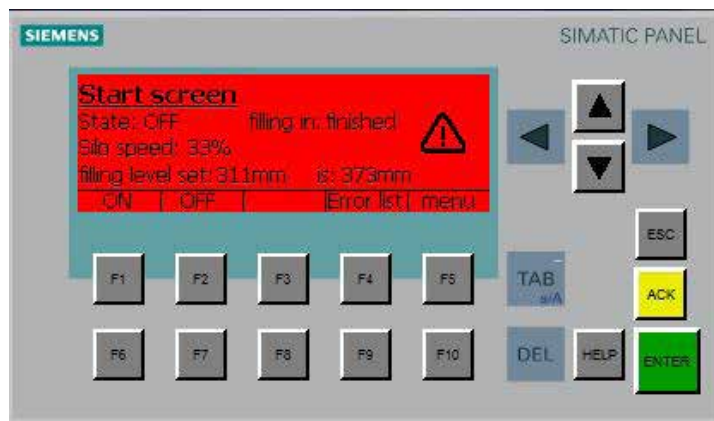 SIEMENS
SIMATIC PANEL
Start screen
State: OFF filling in: finished
Silo speed: 33%
filling level set: 311mm is: 373mm
ON OFF Error list menu
ESC
F1 F2 F3 F4 F5 TAB a/A ACK
F6 F7 F8 F9 F10 DEL HELP ENTER